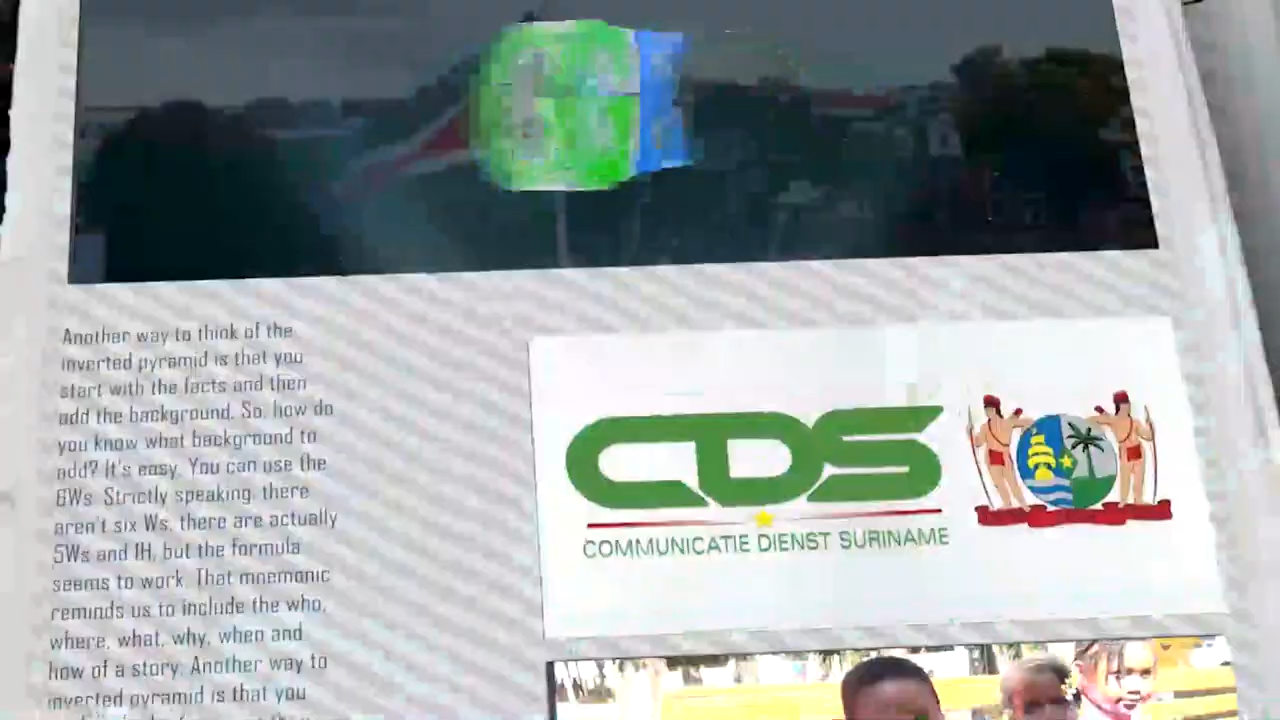 Another way to think of the
inverted pyramid is that you
start with the facts and then
add the background. So, how do
you know what background to
add? It's easy. You can use the
6Ws. Strictly speaking, there
aren't six Ws, there are actually
5Ws and 1H, but the formula
seems to work. That mnemonic
reminds us to include the who,
where, what, why, when and
how of a story. Another way to
inverted pyramid is that you
CDS
COMMUNICATIE DIENST SURINAME